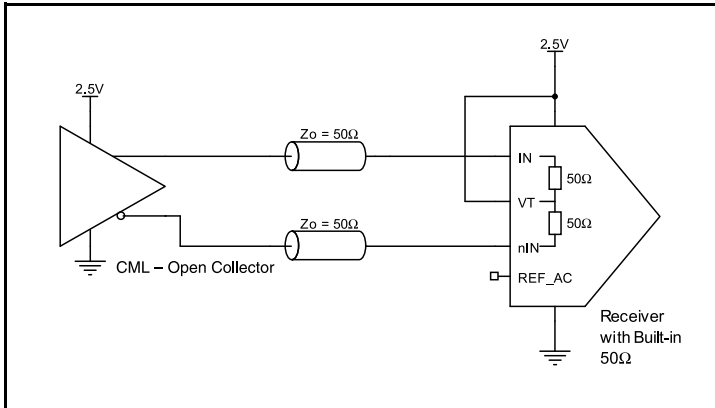 2.5V
2.5V
Zo = 50Ω
IN
50Ω
VT
50Ω
Zo = 50Ω
nIN
CML – Open Collector
REF_AC
Receiver
with Built-in
50Ω